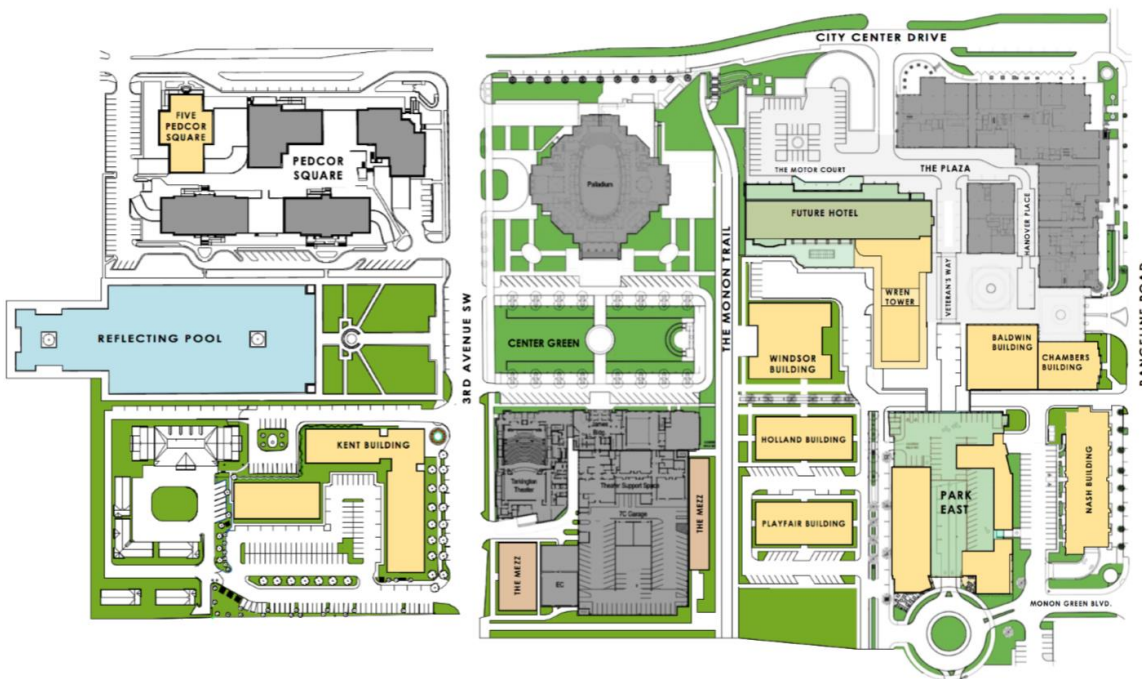 CITY CENTER DRIVE
FIVE
PEDCOR
SQUARE
PEDCOR
SQUARE
Palladium
THE MOTOR COURT
THE PLAZA
FUTURE HOTEL
HANOVER PLACE
THE MONON TRAIL
VETERAN'S WAY
WREN
TOWER
REFLECTING POOL
3RD AVENUE SW
CENTER GREEN
WINDSOR
BUILDING
BALDWIN
BUILDING
CHAMBERS
BUILDING
KENT BUILDING
James
Bldg.
Tarkington
Theater
Theater Support Space
7C Garage
THE MEZZ
THE MEZZ
EC
HOLLAND BUILDING
PLAYFAIR BUILDING
PARK
EAST
NASH BUILDING
MONON GREEN BLVD.